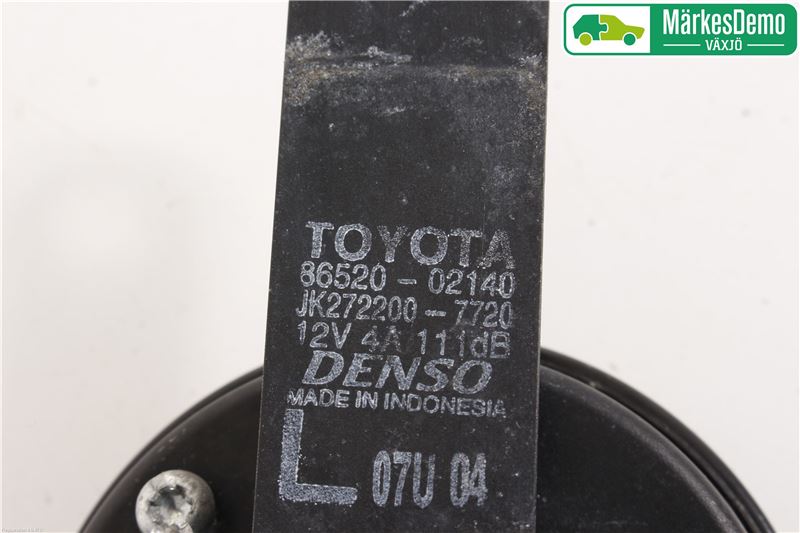 MärkesDemo
VÄXJÖ
TOYOTA
86520-02140
JK272200-7720
12V 4A 111dB
DENSO
MADE IN INDONESIA
L
07U 04